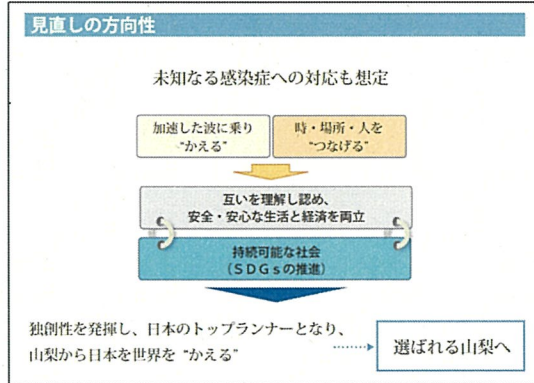 見直しの方向性
未知なる感染症への対応も想定
加速した波に乗り
“かえる”
時・場所・人を
“つなげる”
互いを理解し認め、
安全・安心な生活と経済を両立
持続可能な社会
（ＳＤＧｓの推進）
独創性を発揮し、日本のトップランナーとなり、
山梨から日本を世界を “かえる”
選ばれる山梨へ